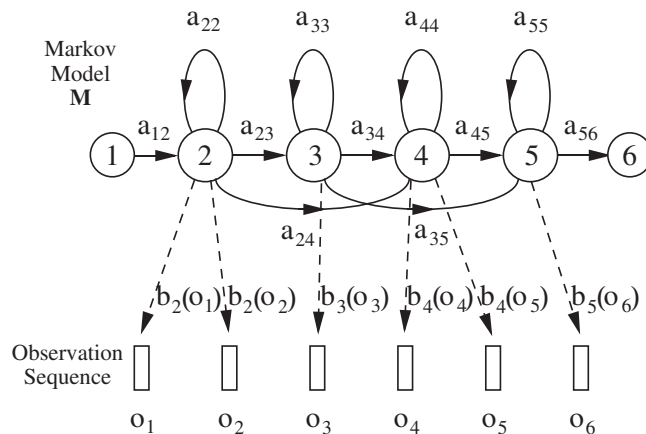 a₂₂ a₃₃ a₄₄ a₅₅
Markov
Model
M
a₁₂ a₂₃ a₃₄ a₄₅ a₅₆
1 2 3 4 5 6
a₂₄ a₃₅
b₂(o₁) b₂(o₂) b₃(o₃) b₄(o₄) b₄(o₅) b₅(o₆)
Observation
Sequence
o₁ o₂ o₃ o₄ o₅ o₆